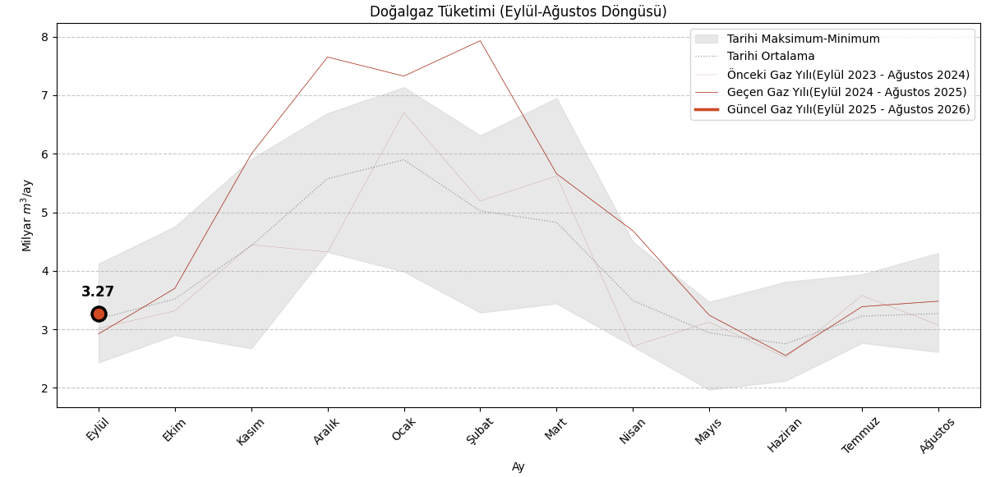 Doğalgaz Tüketimi (Eylül-Ağustos Döngüsü)
Tarihi Maksimum-Minimum
Tarihi Ortalama
Önceki Gaz Yılı(Eylül 2023 - Ağustos 2024)
Geçen Gaz Yılı(Eylül 2024 - Ağustos 2025)
Güncel Gaz Yılı(Eylül 2025 - Ağustos 2026)
8
7
6
5
4
3
2
Milyar m³/ay
3.27
Eylül
Ekim
Kasım
Aralık
Ocak
Şubat
Mart
Nisan
Mayıs
Haziran
Temmuz
Ağustos
Ay